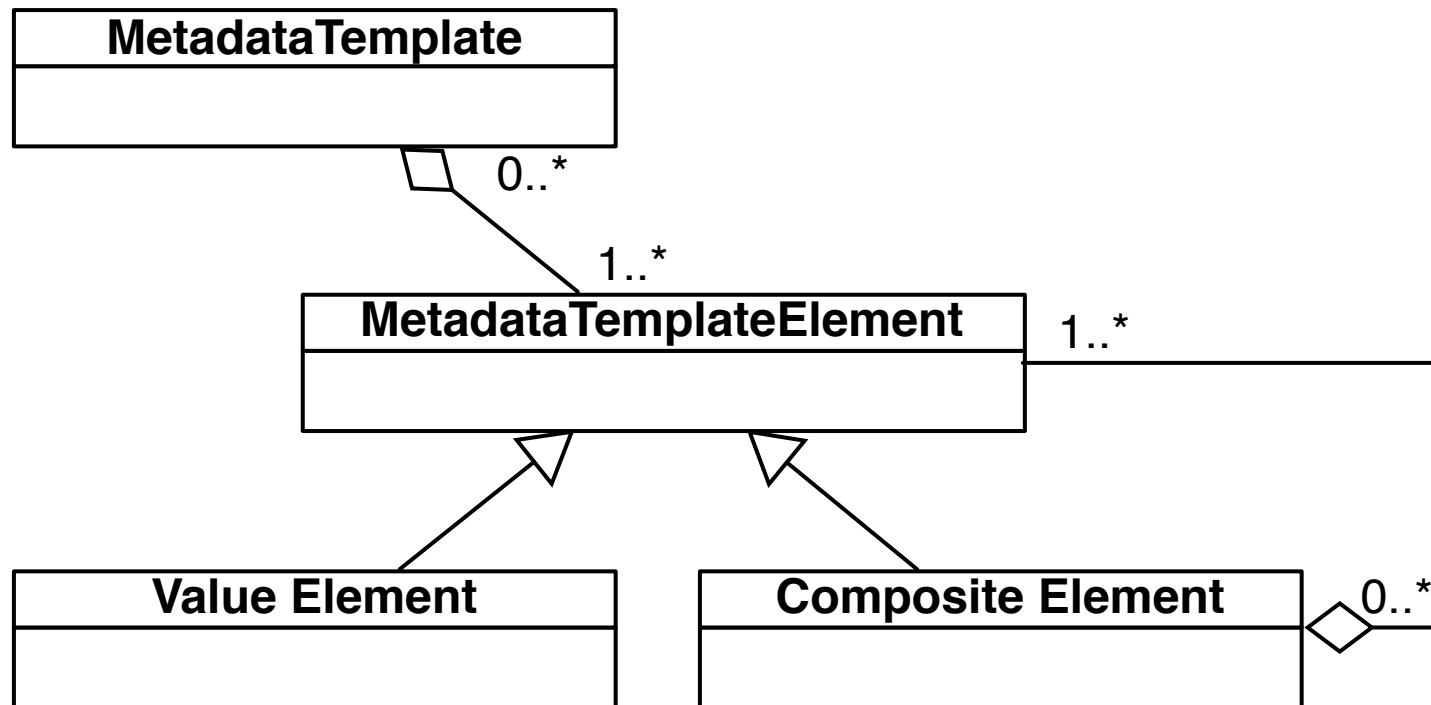 MetadataTemplate
0..*
1..*
MetadataTemplateElement
1..*
Value Element
Composite Element
0..*